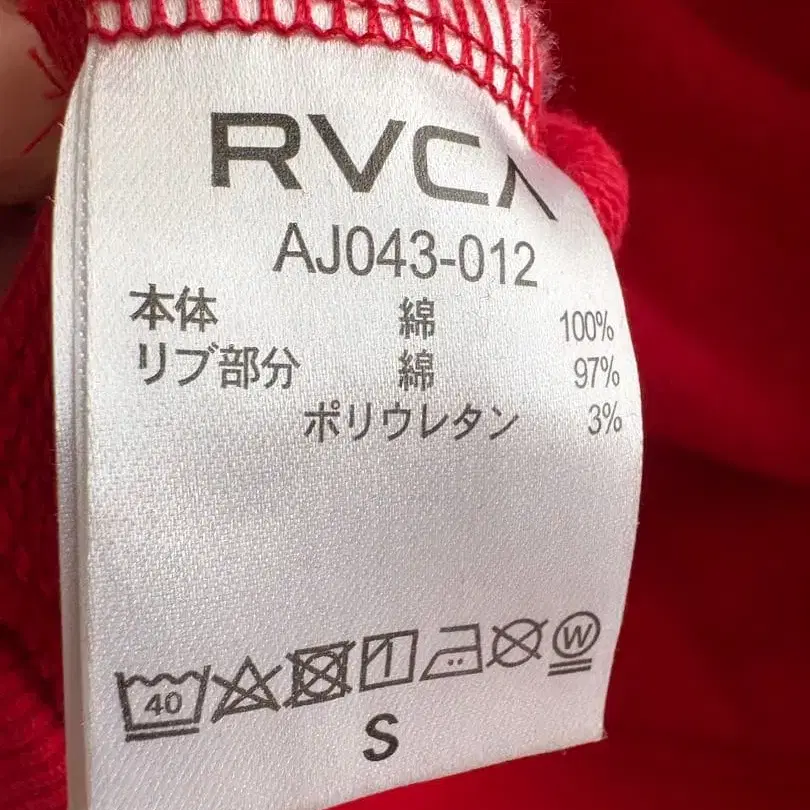 RVCA
AJ043-012
本体 綿 100%
リブ部分 綿 97%
ポリウレタン 3%
40 W
S